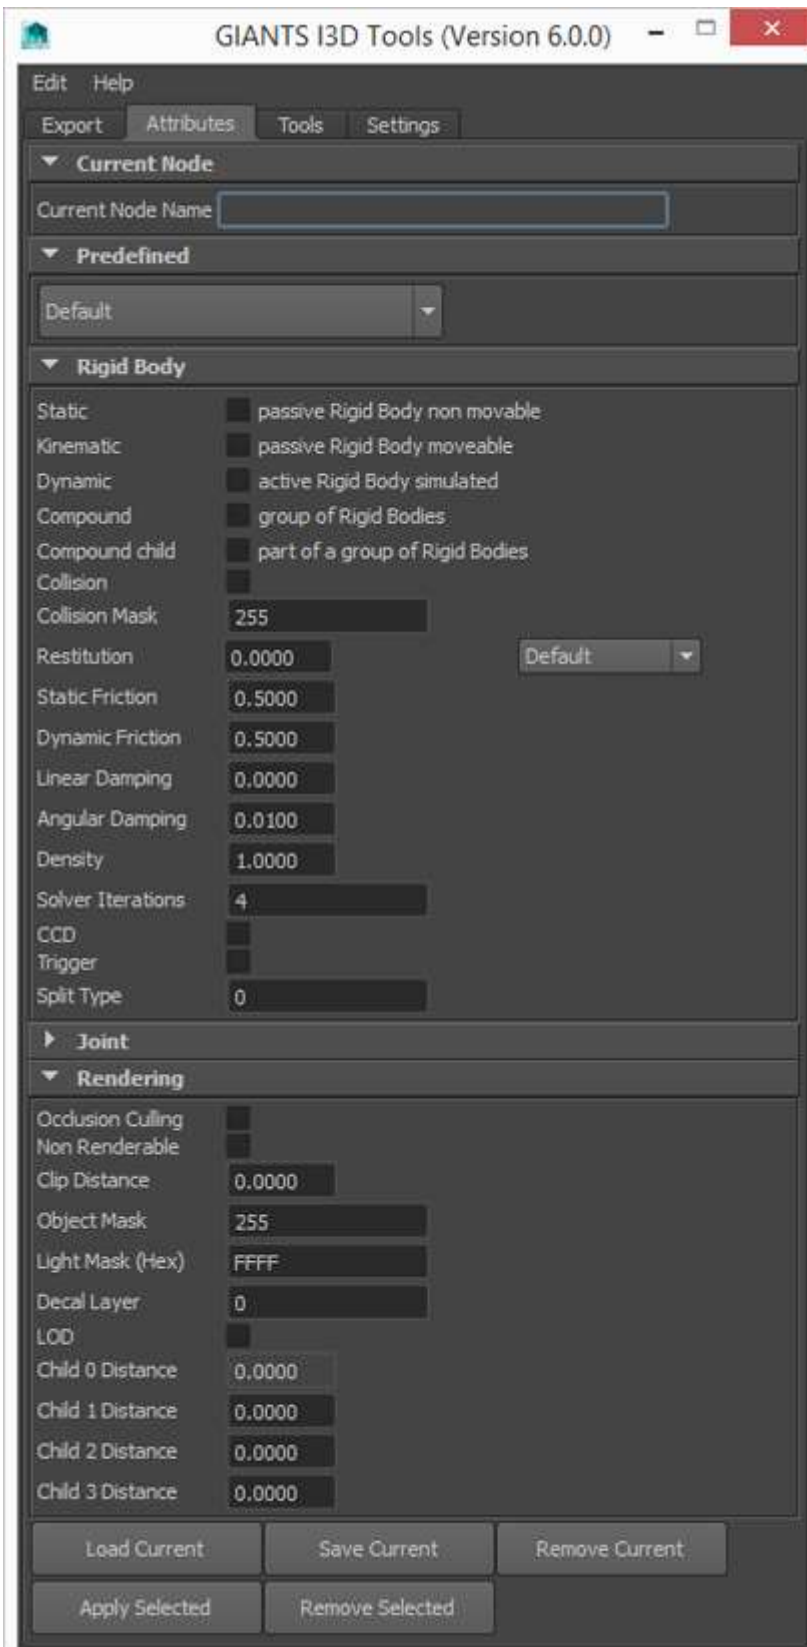 GIANTS I3D Tools (Version 6.0.0)
Edit Help
Export Attributes Tools Settings
Current Node
Current Node Name
Predefined
Default
Rigid Body
Static passive Rigid Body non movable
Kinematic passive Rigid Body moveable
Dynamic active Rigid Body simulated
Compound group of Rigid Bodies
Compound child part of a group of Rigid Bodies
Collision
Collision Mask 255
Restitution 0.0000 Default
Static Friction 0.5000
Dynamic Friction 0.5000
Linear Damping 0.0000
Angular Damping 0.0100
Density 1.0000
Solver Iterations 4
CCD
Trigger
Split Type 0
Joint
Rendering
Occlusion Culling
Non Renderable
Clip Distance 0.0000
Object Mask 255
Light Mask (Hex) FFFF
Decal Layer 0
LOD
Child 0 Distance 0.0000
Child 1 Distance 0.0000
Child 2 Distance 0.0000
Child 3 Distance 0.0000
Load Current Save Current Remove Current
Apply Selected Remove Selected